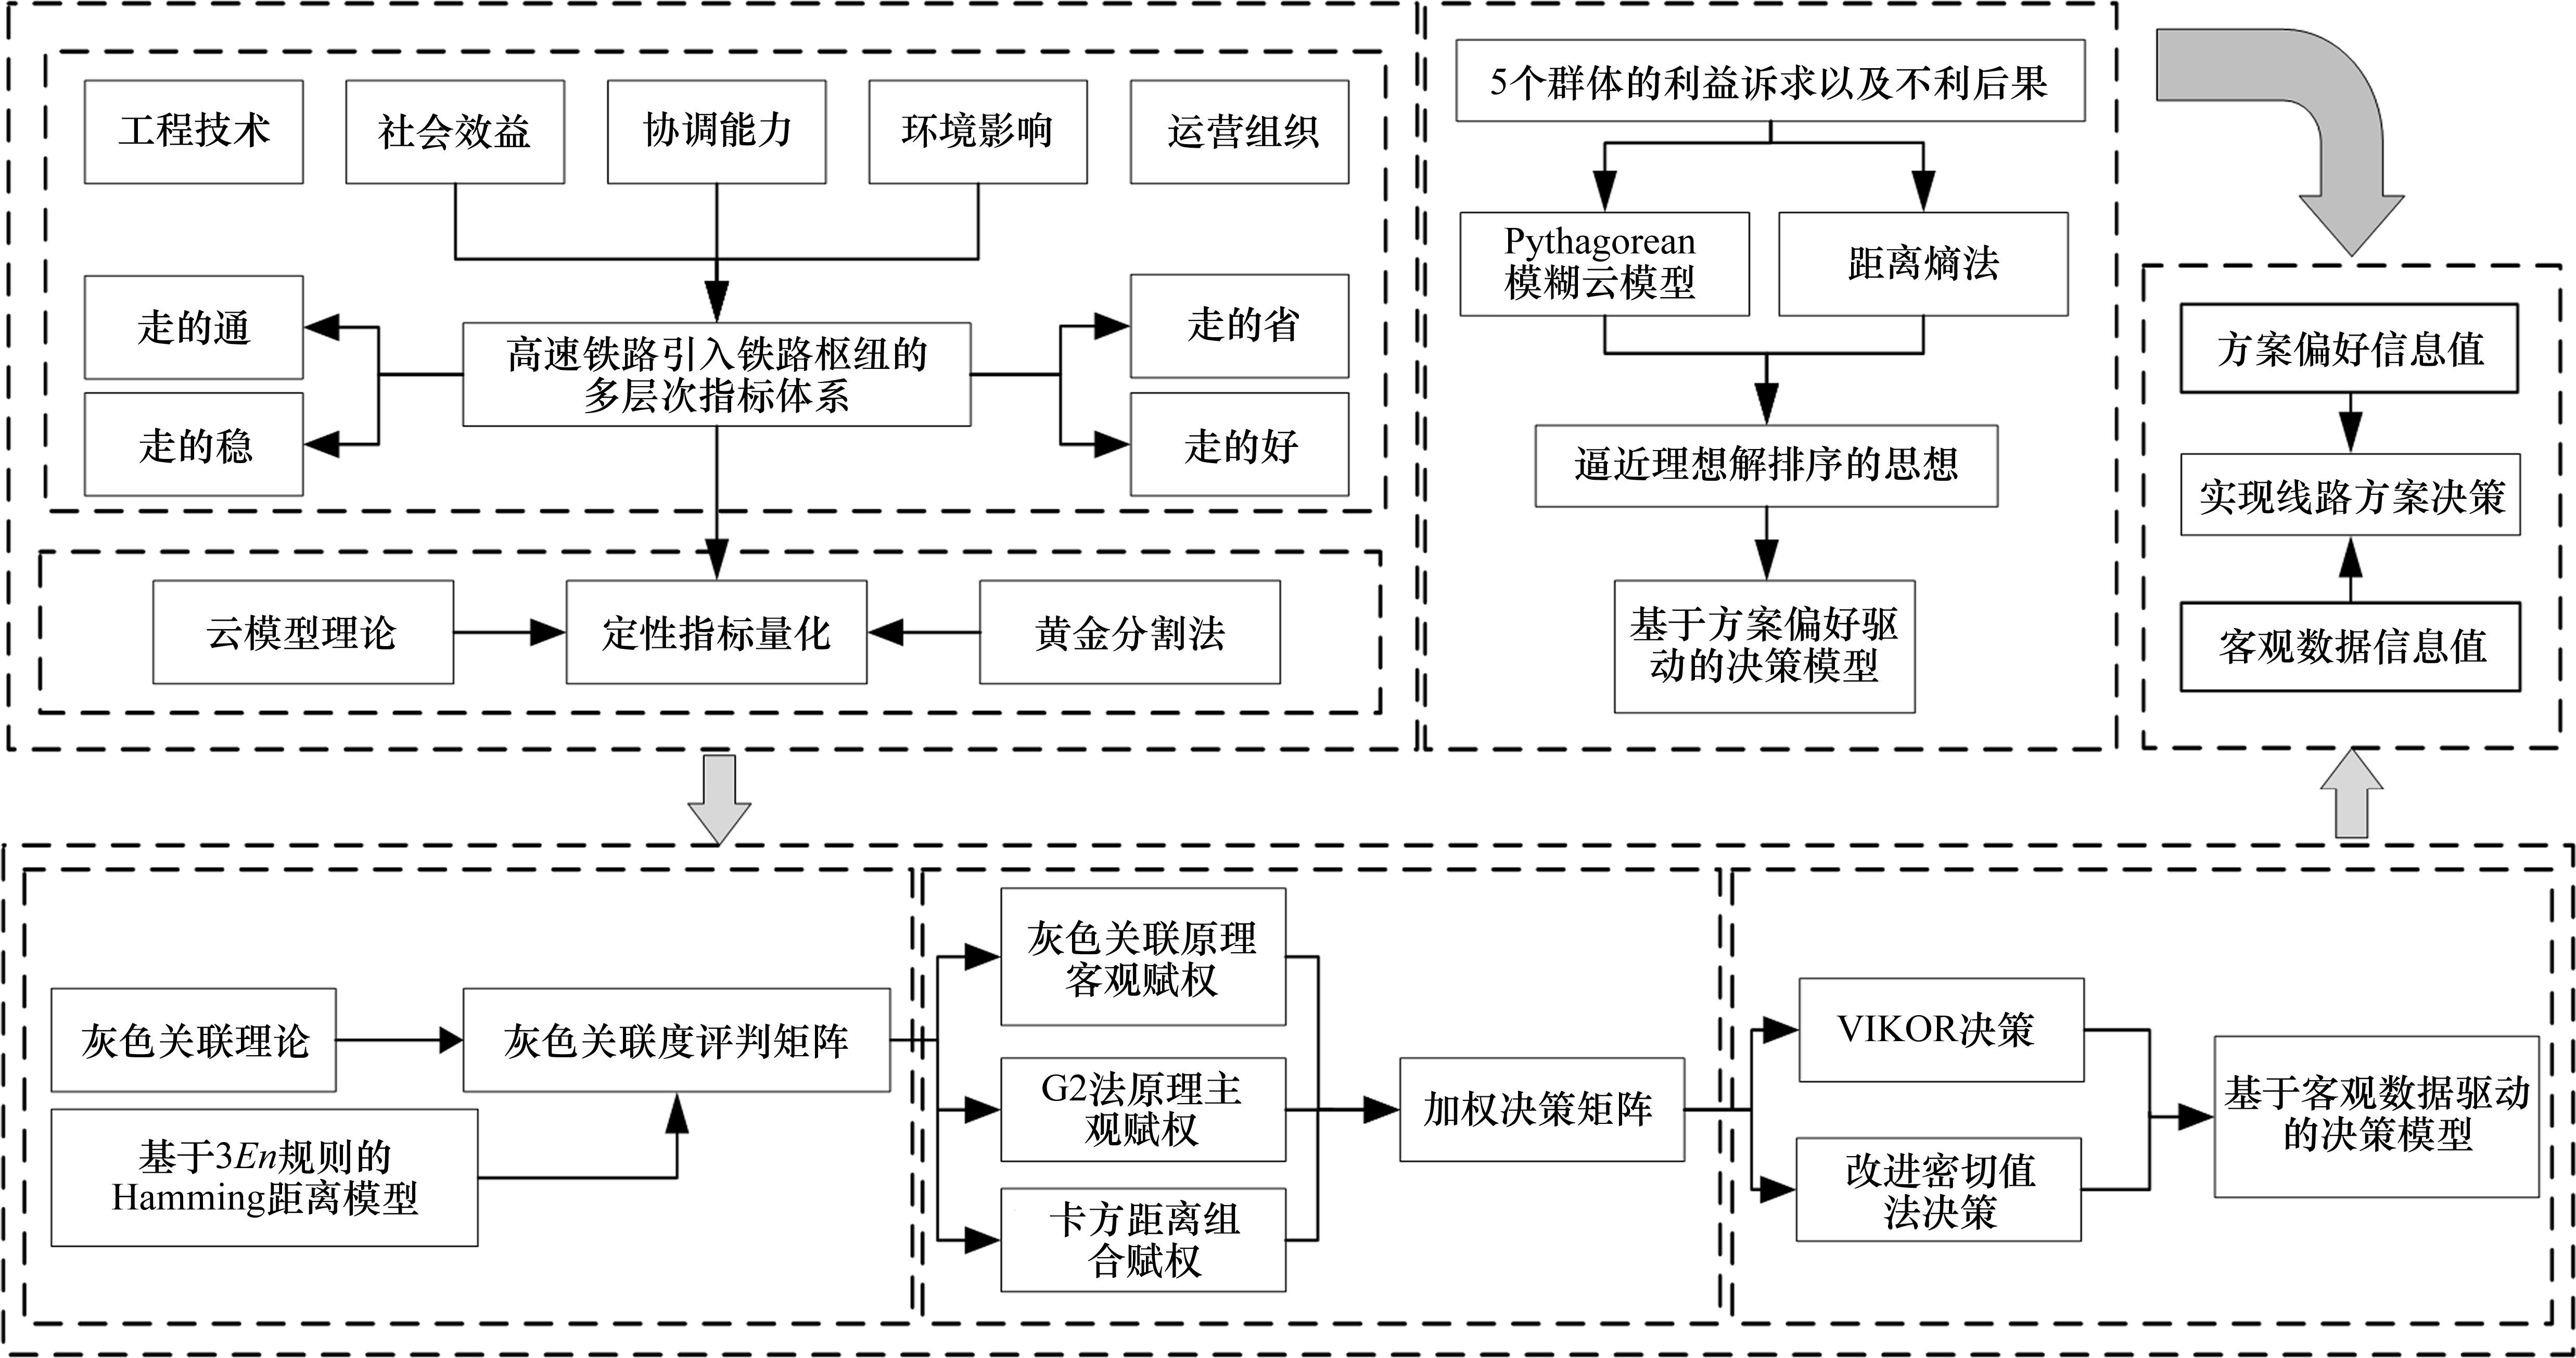 工程技术
社会效益
协调能力
环境影响
运营组织
走的通
走的稳
高速铁路引入铁路枢纽的
多层次指标体系
走的省
走的好
云模型理论
定性指标量化
黄金分割法
5个群体的利益诉求以及不利后果
Pythagorean
模糊云模型
距离熵法
逼近理想解排序的思想
基于方案偏好驱
动的决策模型
方案偏好信息值
实现线路方案决策
客观数据信息值
灰色关联理论
灰色关联度评判矩阵
基于3En规则的
Hamming距离模型
灰色关联原理
客观赋权
G2法原理主
观赋权
卡方距离组
合赋权
加权决策矩阵
VIKOR决策
改进密切值
法决策
基于客观数据驱动
的决策模型